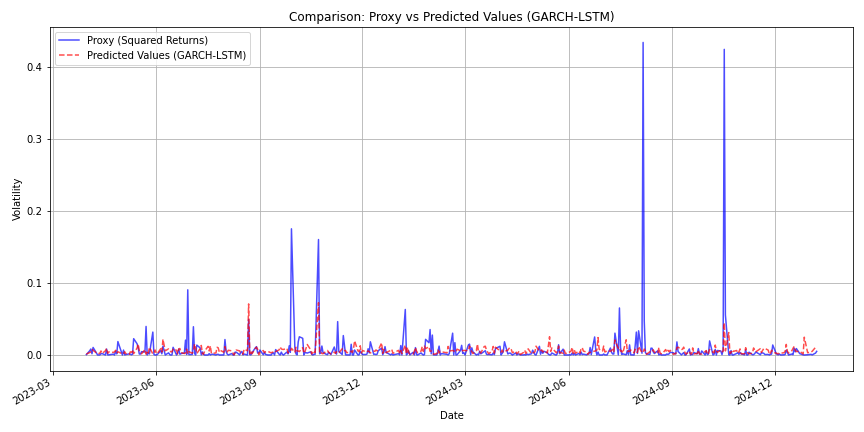 Comparison: Proxy vs Predicted Values (GARCH-LSTM)
Proxy (Squared Returns)
Predicted Values (GARCH-LSTM)
Volatility
0.4
0.3
0.2
0.1
0.0
2023-03
2023-06
2023-09
2023-12
2024-03
2024-06
2024-09
2024-12
Date